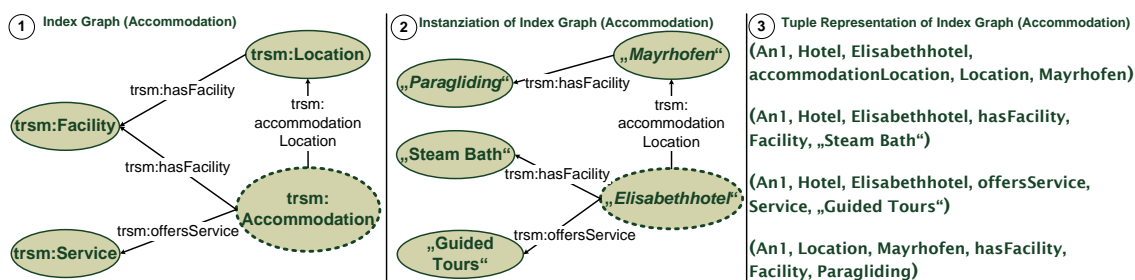 1 Index Graph (Accommodation)
trsm:Location
trsm:hasFacility
trsm:
accommodation
Location
trsm:Facility
trsm:hasFacility
trsm:
Accommodation
trsm:offersService
trsm:Service
2 Instanziation of Index Graph (Accommodation)
„Mayrhofen“
„Paragliding“
trsm:hasFacility
trsm:
accommodation
Location
„Steam Bath“
trsm:hasFacility
„Elisabethhotel“
trsm:offersService
„Guided
Tours“
3 Tuple Representation of Index Graph (Accommodation)
(An1, Hotel, Elisabethhotel,
accommodationLocation, Location, Mayrhofen)
(An1, Hotel, Elisabethhotel, hasFacility,
Facility, „Steam Bath“)
(An1, Hotel, Elisabethhotel, offersService,
Service, „Guided Tours“)
(An1, Location, Mayrhofen, hasFacility,
Facility, Paragliding)